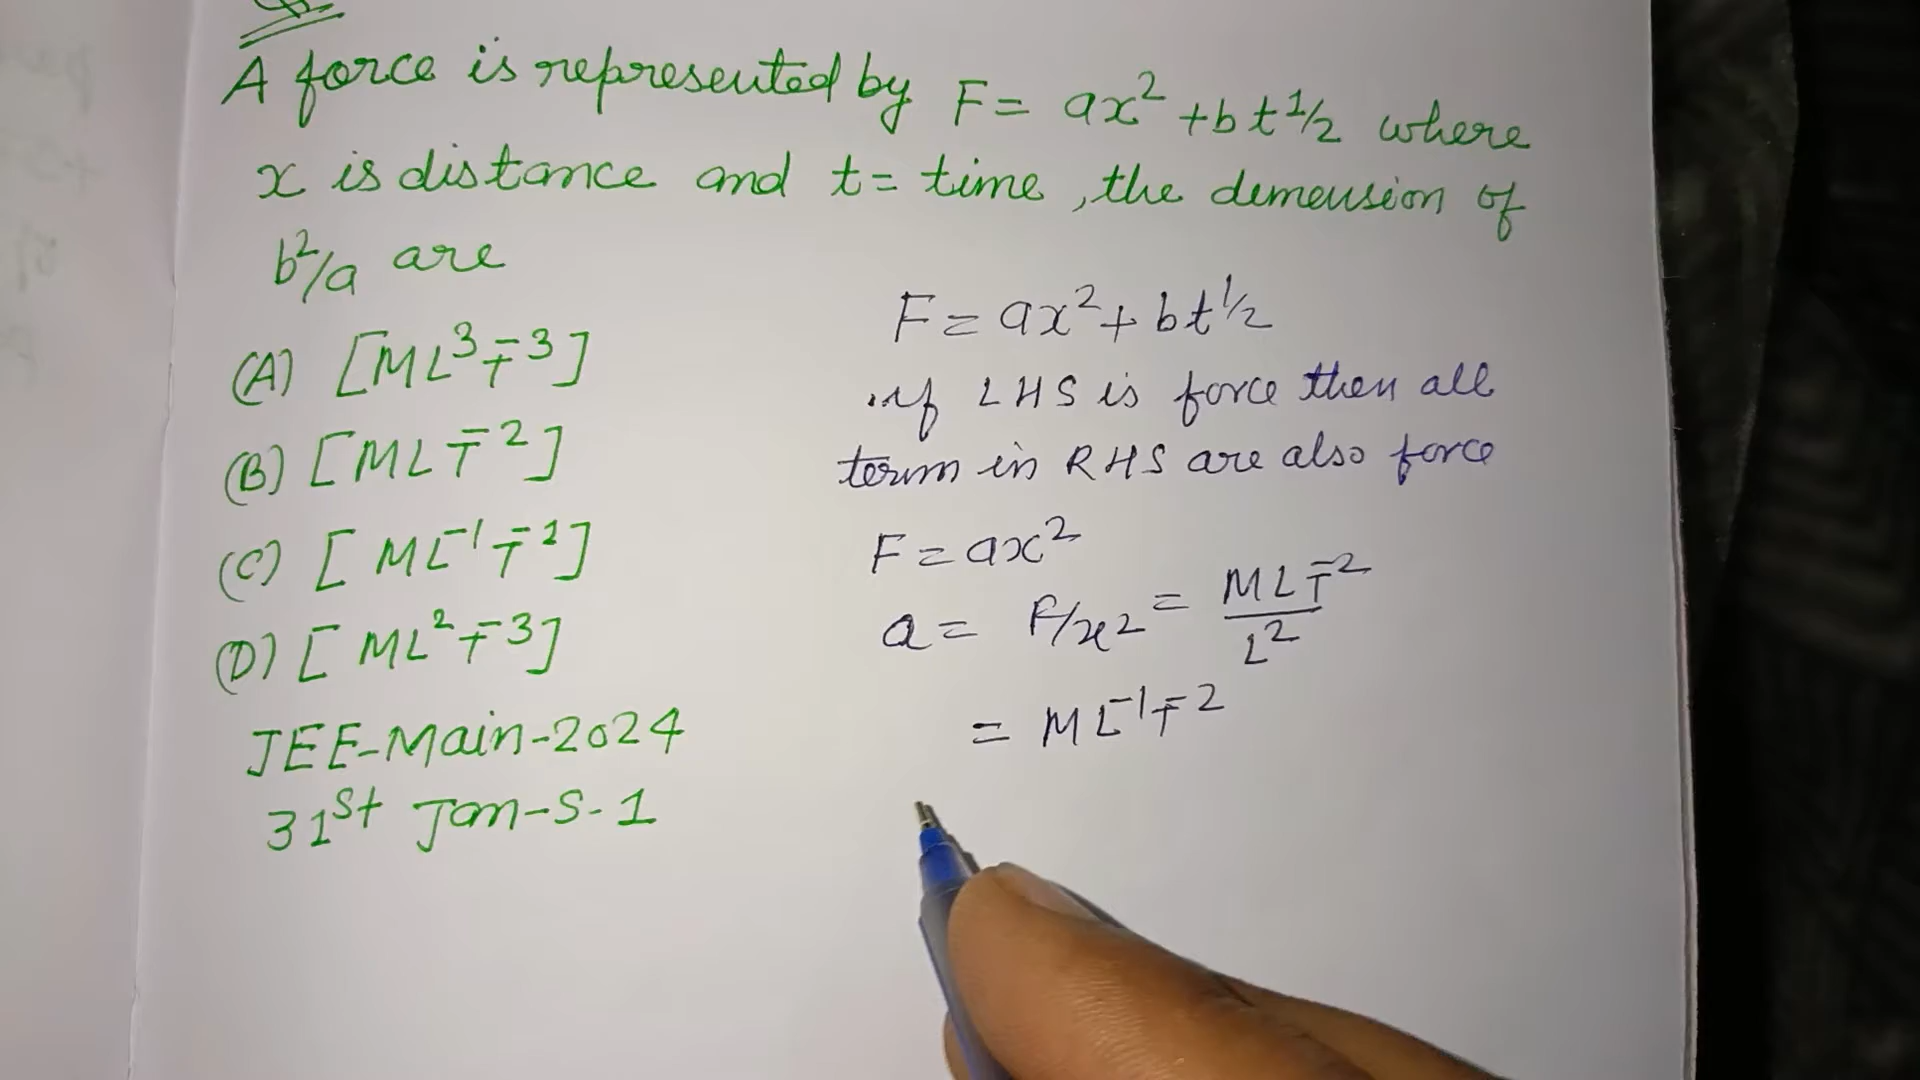 A force is represented by F = ax² + bt^1/2 where
x is distance and t = time, the demension of
b²/a are
(A) [ML³T⁻³]
(B) [MLT⁻²]
(C) [ML⁻¹T⁻²]
(D) [ML²T⁻³]
JEE-Main-2024
31st Jan-S-1
F = ax² + bt^1/2
if LHS is force then all
term in RHS are also force
F = ax²
a = F/x² = MLT⁻²/L²
= ML⁻¹T⁻²